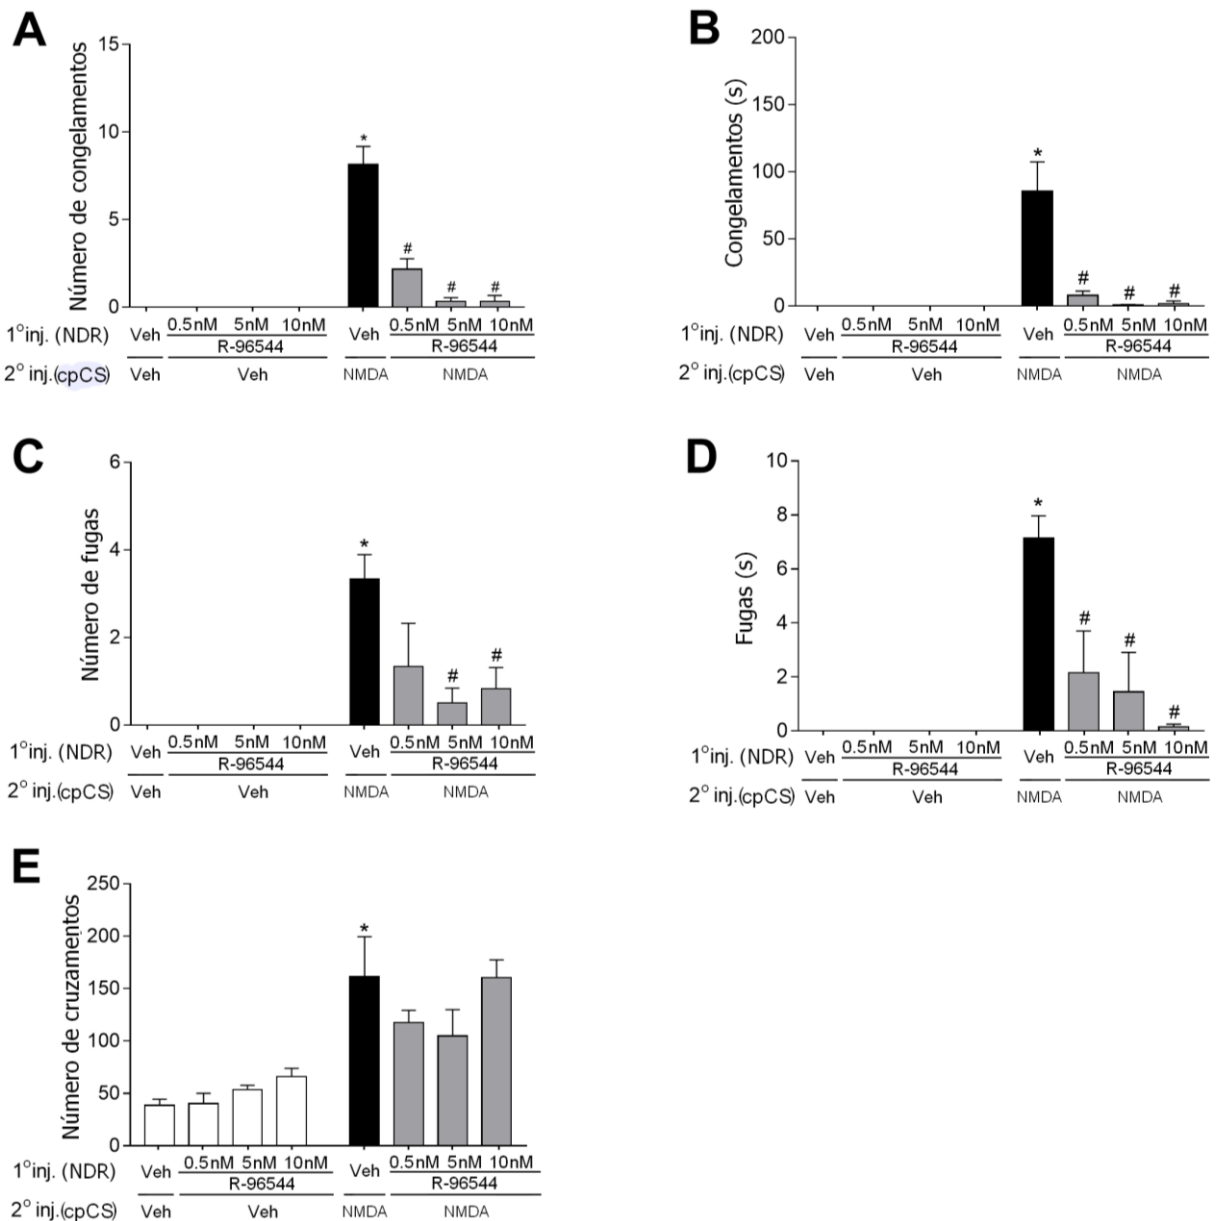 A
Número de congelamentos
15
10
5
0
*
#
#
#
1°inj. (NDR) Veh 0.5nM 5nM 10nM Veh 0.5nM 5nM 10nM
R-96544 R-96544
2° inj.(cpCS) Veh Veh NMDA NMDA
B
Congelamentos (s)
200
150
100
50
0
*
#
#
#
1°inj. (NDR) Veh 0.5nM 5nM 10nM Veh 0.5nM 5nM 10nM
R-96544 R-96544
2° inj.(cpCS) Veh Veh NMDA NMDA
C
Número de fugas
6
4
2
0
*
#
#
1°inj. (NDR) Veh 0.5nM 5nM 10nM Veh 0.5nM 5nM 10nM
R-96544 R-96544
2° inj.(cpCS) Veh Veh NMDA NMDA
D
Fugas (s)
10
8
6
4
2
0
*
#
#
#
1°inj. (NDR) Veh 0.5nM 5nM 10nM Veh 0.5nM 5nM 10nM
R-96544 R-96544
2° inj.(cpCS) Veh Veh NMDA NMDA
E
Número de cruzamentos
250
200
150
100
50
0
*
1°inj. (NDR) Veh 0.5nM 5nM 10nM Veh 0.5nM 5nM 10nM
R-96544 R-96544
2° inj.(cpCS) Veh Veh NMDA NMDA